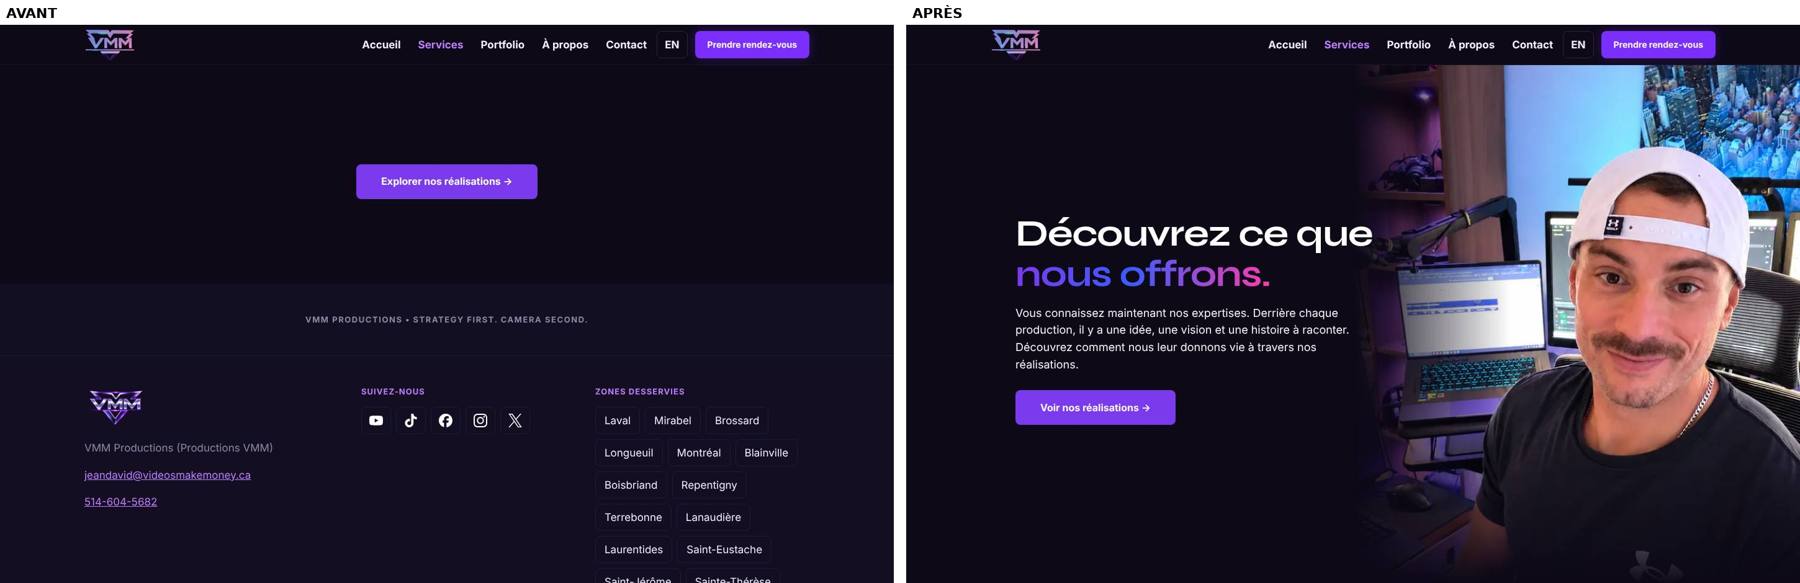 AVANT
VMM
Accueil
Services
Portfolio
À propos
Contact
EN
Prendre rendez-vous
Explorer nos réalisations →
VMM PRODUCTIONS • STRATEGY FIRST. CAMERA SECOND.
VMM
VMM Productions (Productions VMM)
jeandavid@videosmakemoney.ca
514-604-5682
SUIVEZ-NOUS
ZONES DESSERVIES
Laval
Mirabel
Brossard
Longueuil
Montréal
Blainville
Boisbriand
Repentigny
Terrebonne
Lanaudière
Laurentides
Saint-Eustache
Saint-Jérôme
Sainte-Thérèse
APRÈS
VMM
Accueil
Services
Portfolio
À propos
Contact
EN
Prendre rendez-vous
Découvrez ce que
nous offrons.
Vous connaissez maintenant nos expertises. Derrière chaque
production, il y a une idée, une vision et une histoire à raconter.
Découvrez comment nous leur donnons vie à travers nos
réalisations.
Voir nos réalisations →